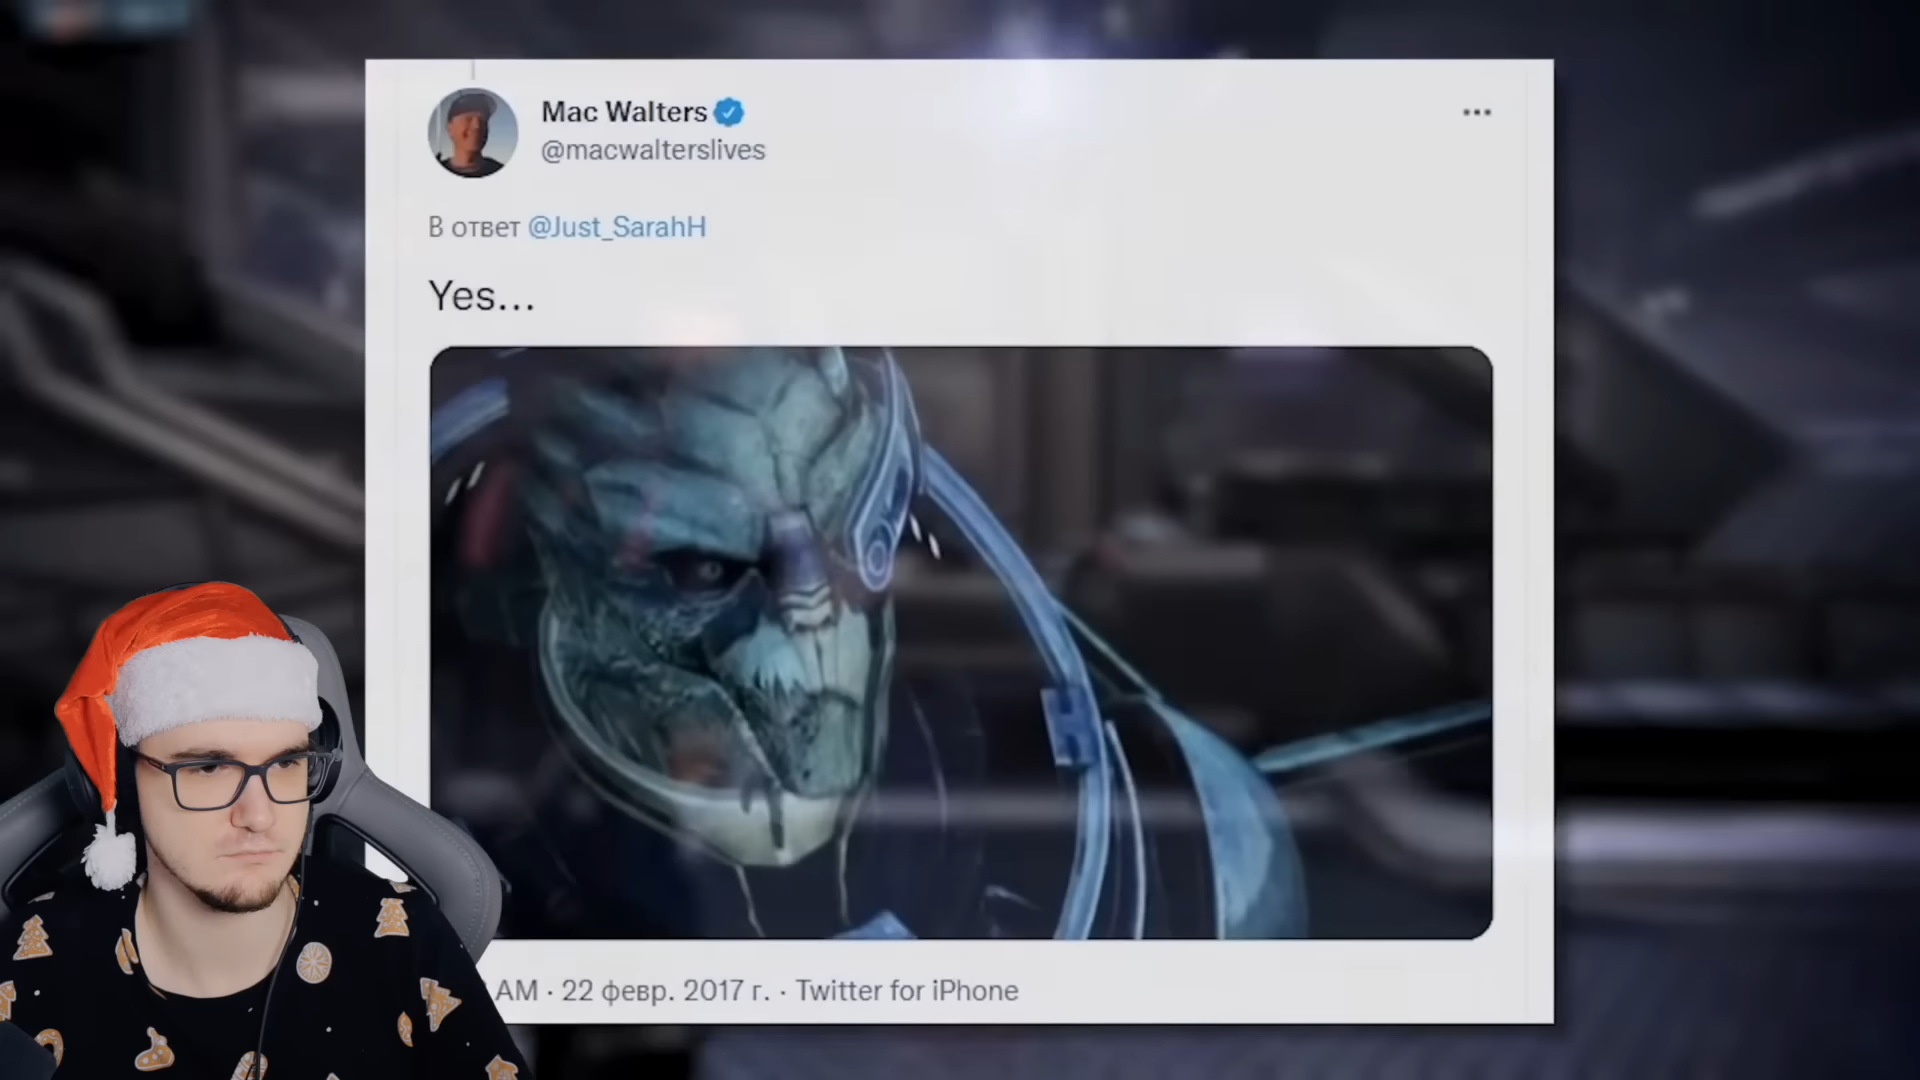 Mac Walters
@macwalterslives
В ответ @Just_SarahH
Yes...
AM · 22 февр. 2017 г. · Twitter for iPhone